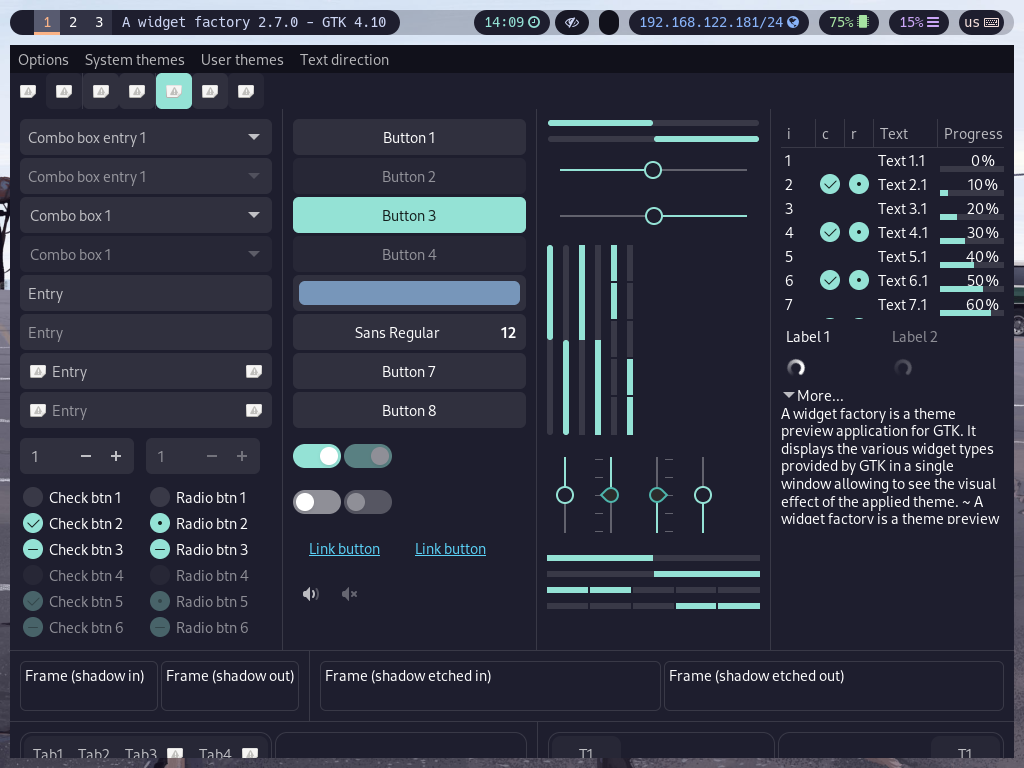 1 2 3 A widget factory 2.7.0 - GTK 4.10 14:09 192.168.122.181/24 75% 15% us
Options System themes User themes Text direction
Combo box entry 1
Combo box entry 1
Combo box 1
Combo box 1
Entry
Entry
Entry
Entry
1 − + 1 − +
Check btn 1 Radio btn 1
Check btn 2 Radio btn 2
Check btn 3 Radio btn 3
Check btn 4 Radio btn 4
Check btn 5 Radio btn 5
Check btn 6 Radio btn 6
Button 1
Button 2
Button 3
Button 4
Sans Regular 12
Button 7
Button 8
Link button Link button
i c r Text Progress
1 Text 1.1 0%
2 Text 2.1 10%
3 Text 3.1 20%
4 Text 4.1 30%
5 Text 5.1 40%
6 Text 6.1 50%
7 Text 7.1 60%
Label 1 Label 2
More...
A widget factory is a theme
preview application for GTK. It
displays the various widget types
provided by GTK in a single
window allowing to see the visual
effect of the applied theme. ~ A
widget factory is a theme preview
Frame (shadow in) Frame (shadow out) Frame (shadow etched in) Frame (shadow etched out)
Tab1 Tab2 Tab3 Tab4 T1 T1